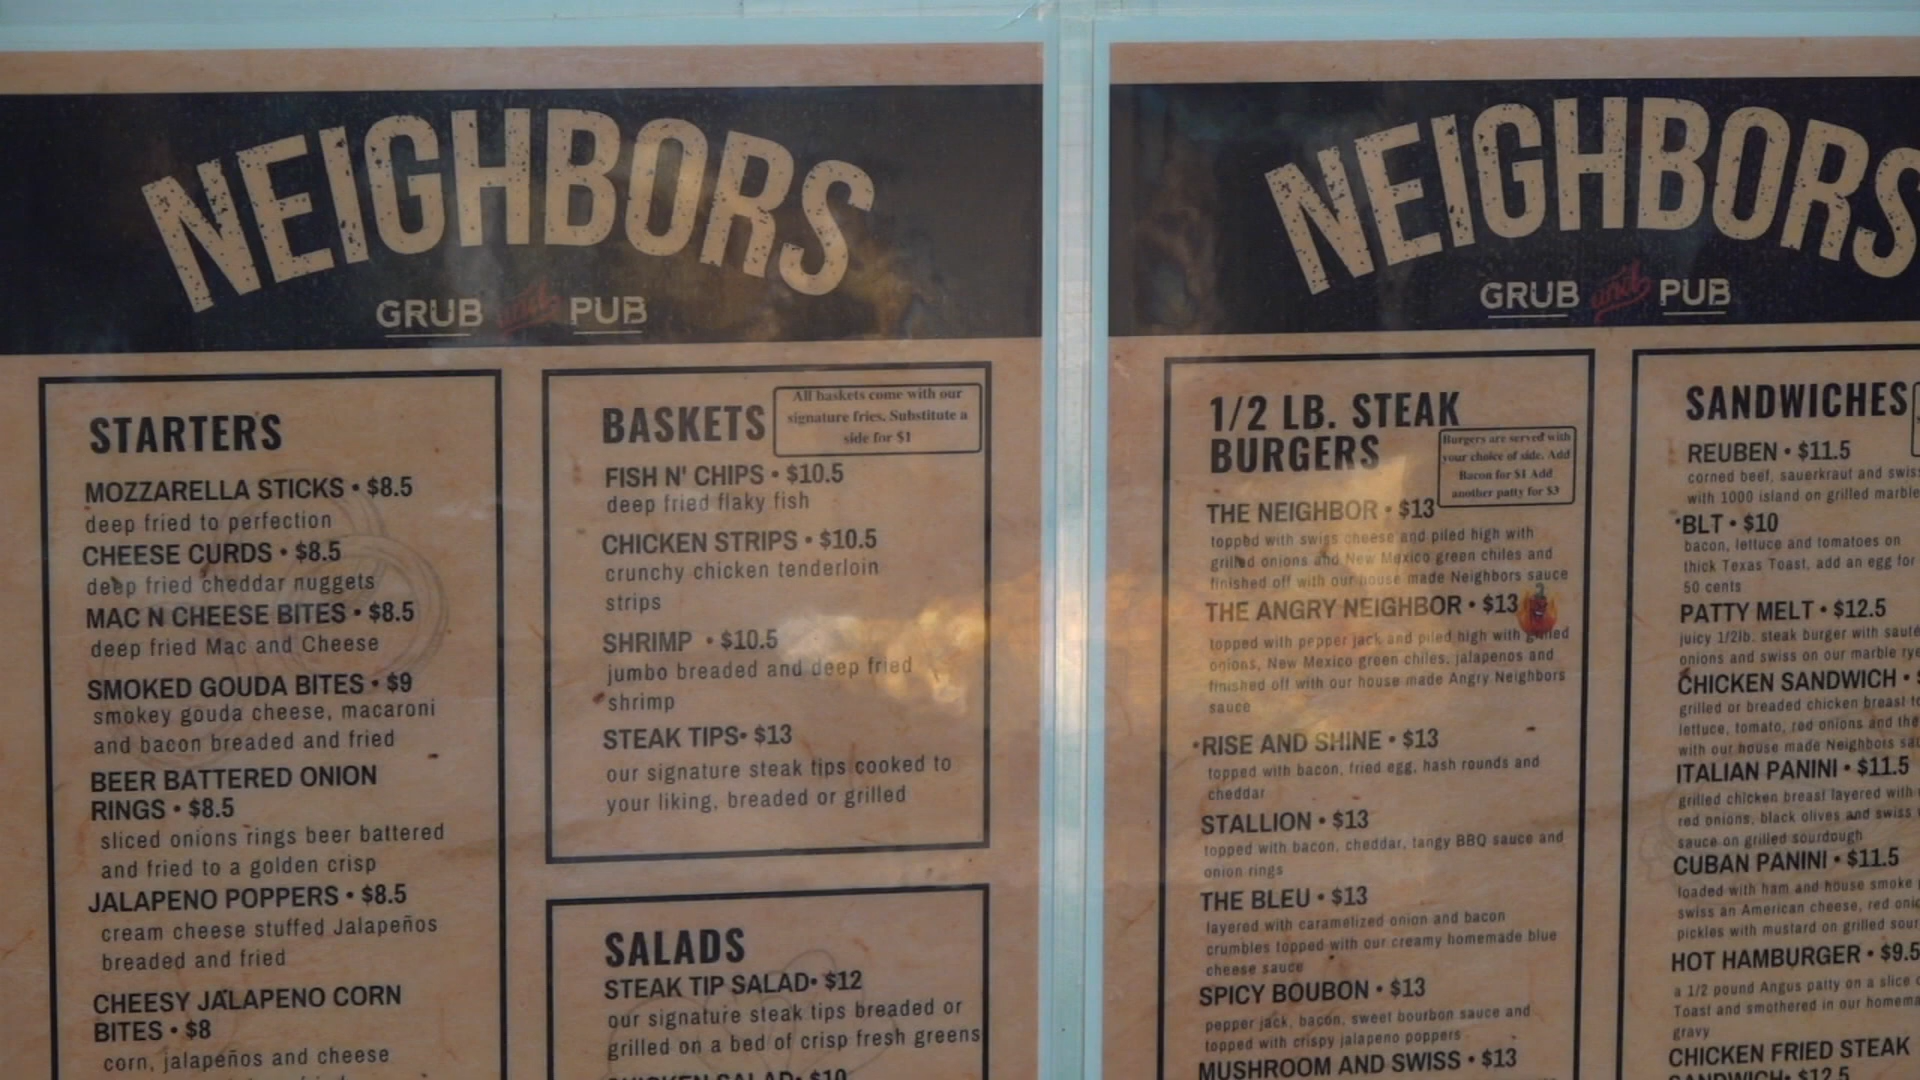 NEIGHBORS
GRUB and PUB
STARTERS
MOZZARELLA STICKS • $8.5
deep fried to perfection
CHEESE CURDS • $8.5
deep fried cheddar nuggets
MAC N CHEESE BITES • $8.5
deep fried Mac and Cheese
SMOKED GOUDA BITES • $9
smokey gouda cheese, macaroni
and bacon breaded and fried
BEER BATTERED ONION
RINGS • $8.5
sliced onions rings beer battered
and fried to a golden crisp
JALAPENO POPPERS • $8.5
cream cheese stuffed Jalapeños
breaded and fried
CHEESY JALAPENO CORN
BITES • $8
corn, jalapeños and cheese
BASKETS
All baskets come with our
signature fries. Substitute a
side for $1
FISH N' CHIPS • $10.5
deep fried flaky fish
CHICKEN STRIPS • $10.5
crunchy chicken tenderloin
strips
SHRIMP • $10.5
jumbo breaded and deep fried
shrimp
STEAK TIPS• $13
our signature steak tips cooked to
your liking, breaded or grilled
SALADS
STEAK TIP SALAD• $12
our signature steak tips breaded or
grilled on a bed of crisp fresh greens
CHICKEN SALAD• $10
NEIGHBORS
GRUB and PUB
1/2 LB. STEAK
BURGERS
Burgers are served with
your choice of side. Add
Bacon for $1 Add
another patty for $3
THE NEIGHBOR • $13
topped with swiss cheese and piled high with
grilled onions and New Mexico green chiles and
finished off with our house made Neighbors sauce
THE ANGRY NEIGHBOR • $13
topped with pepper jack and piled high with grilled
onions, New Mexico green chiles, jalapenos and
finished off with our house made Angry Neighbors
sauce
RISE AND SHINE • $13
topped with bacon, fried egg, hash rounds and
cheddar
STALLION • $13
topped with bacon, cheddar, tangy BBQ sauce and
onion rings
THE BLEU • $13
layered with caramelized onion and bacon
crumbles topped with our creamy homemade blue
cheese sauce
SPICY BOUBON • $13
pepper jack, bacon, sweet bourbon sauce and
topped with crispy jalapeno poppers
MUSHROOM AND SWISS • $13
SANDWICHES
REUBEN • $11.5
corned beef, sauerkraut and swiss
with 1000 island on grilled marble
BLT • $10
bacon, lettuce and tomatoes on
thick Texas Toast, add an egg for
50 cents
PATTY MELT • $12.5
juicy 1/2lb. steak burger with
onions and swiss on our marble rye
CHICKEN SANDWICH •
grilled or breaded chicken breast
lettuce, tomato, red onions and the
with our house made Neighbors
ITALIAN PANINI • $11.5
grilled chicken breast layered with
red onions, black olives and swiss
sauce on grilled sourdough
CUBAN PANINI • $11.5
loaded with ham and house smoke
swiss an American cheese, red
pickles with mustard on grilled
HOT HAMBURGER • $9.5
a 1/2 pound Angus patty on a slice
Toast and smothered in our
gravy
CHICKEN FRIED STEAK
SANDWICH• $12.5